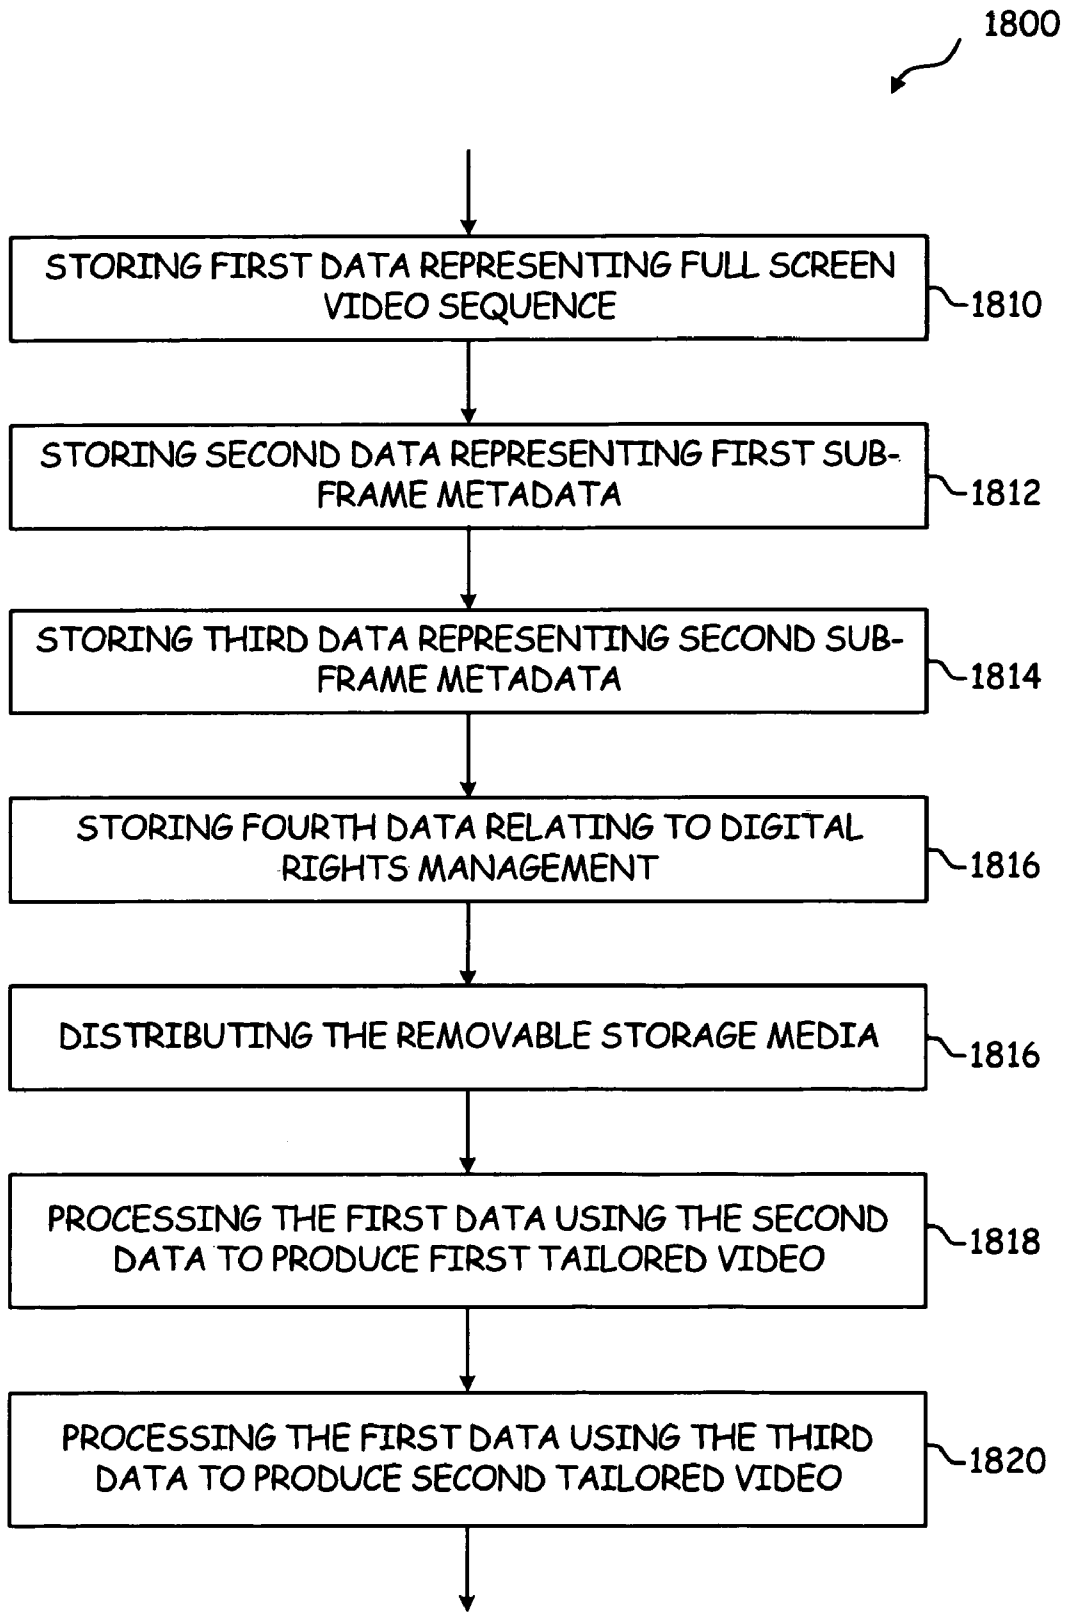 1800
STORING FIRST DATA REPRESENTING FULL SCREEN
VIDEO SEQUENCE
1810
STORING SECOND DATA REPRESENTING FIRST SUB-
FRAME METADATA
1812
STORING THIRD DATA REPRESENTING SECOND SUB-
FRAME METADATA
1814
STORING FOURTH DATA RELATING TO DIGITAL
RIGHTS MANAGEMENT
1816
DISTRIBUTING THE REMOVABLE STORAGE MEDIA
1816
PROCESSING THE FIRST DATA USING THE SECOND
DATA TO PRODUCE FIRST TAILORED VIDEO
1818
PROCESSING THE FIRST DATA USING THE THIRD
DATA TO PRODUCE SECOND TAILORED VIDEO
1820